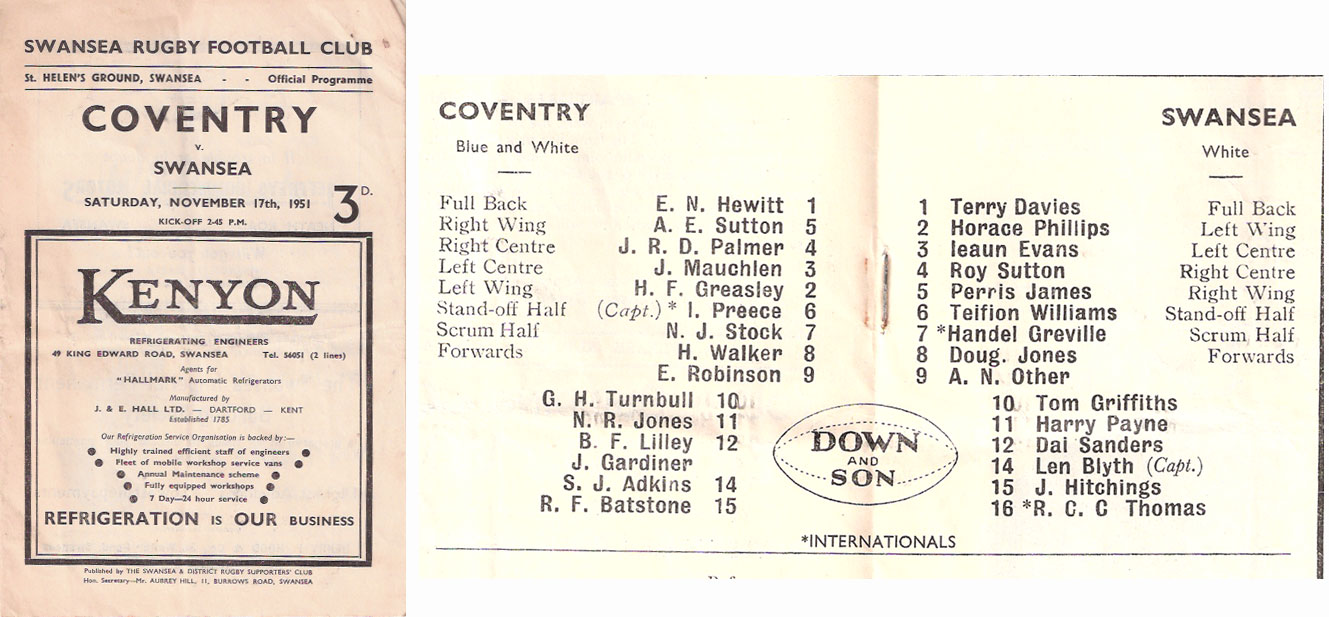 SWANSEA RUGBY FOOTBALL CLUB
St. HELEN'S GROUND, SWANSEA - - Official Programme
COVENTRY
v.
SWANSEA
SATURDAY, NOVEMBER 17th, 1951
3D.
KICK-OFF 2-45 P.M.
KENYON
REFRIGERATING ENGINEERS
49 KING EDWARD ROAD, SWANSEA Tel. 56051 (2 lines)
Agents for
"HALLMARK" Automatic Refrigerators
Manufactured by
J. & E. HALL LTD. — DARTFORD — KENT
Established 1785
Our Refrigeration Service Organisation is backed by:—
Highly trained efficient staff of engineers
Fleet of mobile workshop service vans
Annual Maintenance scheme
Fully equipped workshops
7 Day—24 hour service
REFRIGERATION IS OUR BUSINESS
Published by THE SWANSEA & DISTRICT RUGBY SUPPORTERS' CLUB
Hon. Secretary—Mr. AUBREY HILL, 11, BURROWS ROAD, SWANSEA
COVENTRY
Blue and White
Full Back E. N. Hewitt 1
Right Wing A. E. Sutton 5
Right Centre J. R. D. Palmer 4
Left Centre J. Mauchlen 3
Left Wing H. F. Greasley 2
Stand-off Half (Capt.) * I. Preece 6
Scrum Half N. J. Stock 7
Forwards H. Walker 8
E. Robinson 9
G. H. Turnbull 10
N. R. Jones 11
B. F. Lilley 12
J. Gardiner
S. J. Adkins 14
R. F. Batstone 15
SWANSEA
White
1 Terry Davies Full Back
2 Horace Phillips Left Wing
3 Ieaun Evans Left Centre
4 Roy Sutton Right Centre
5 Perris James Right Wing
6 Teifion Williams Stand-off Half
7 *Handel Greville Scrum Half
8 Doug. Jones Forwards
9 A. N. Other
10 Tom Griffiths
11 Harry Payne
12 Dai Sanders
14 Len Blyth (Capt.)
15 J. Hitchings
16 *R. C. C Thomas
DOWN
AND
SON
*INTERNATIONALS